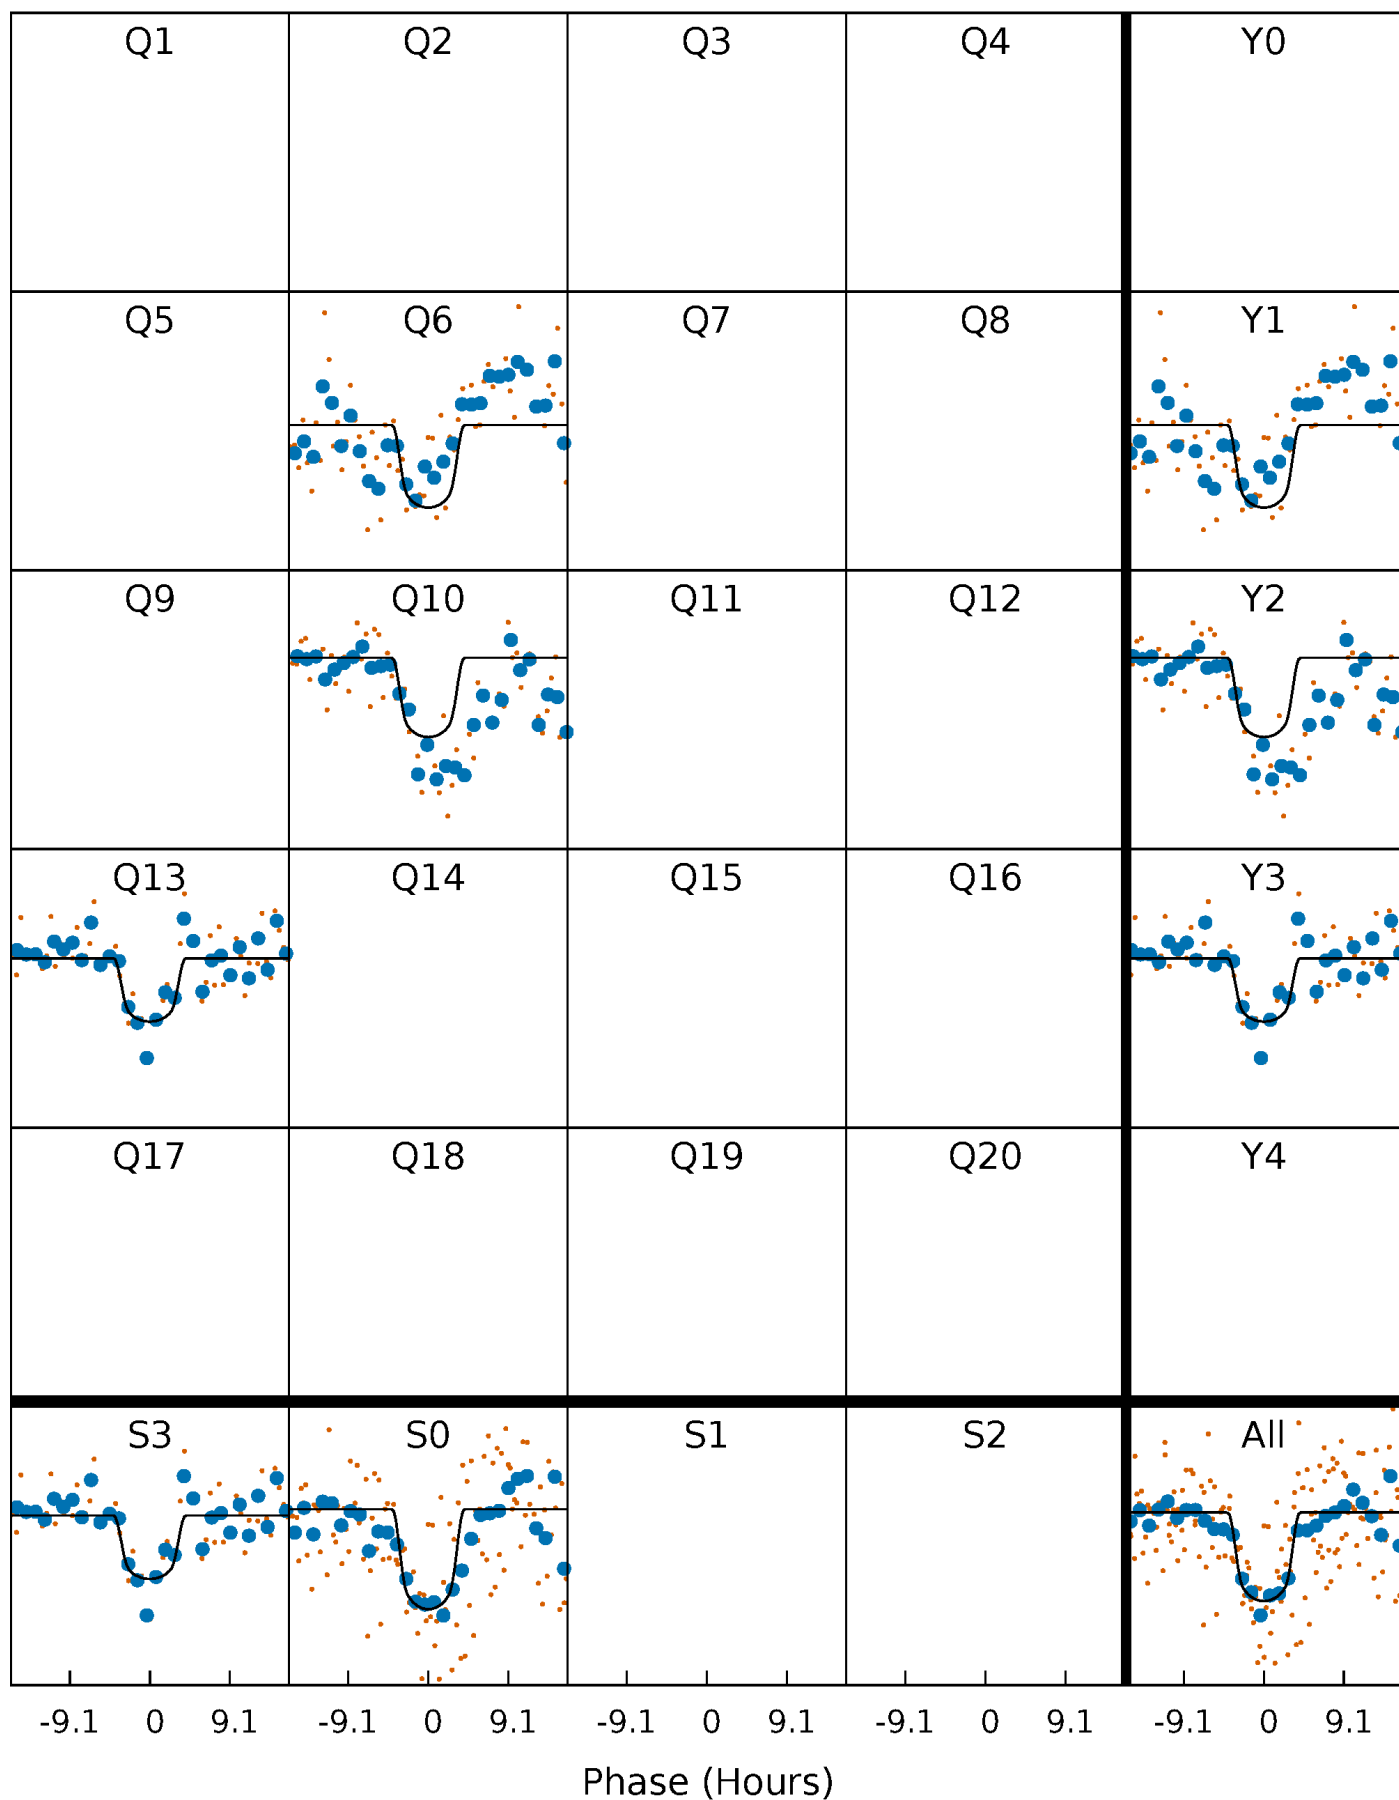 Q1 Q2 Q3 Q4 Y0
Q5 Q6 Q7 Q8 Y1
Q9 Q10 Q11 Q12 Y2
Q13 Q14 Q15 Q16 Y3
Q17 Q18 Q19 Q20 Y4
S3 S0 S1 S2 All
-9.1 0 9.1 -9.1 0 9.1 -9.1 0 9.1 -9.1 0 9.1 -9.1 0 9.1
Phase (Hours)